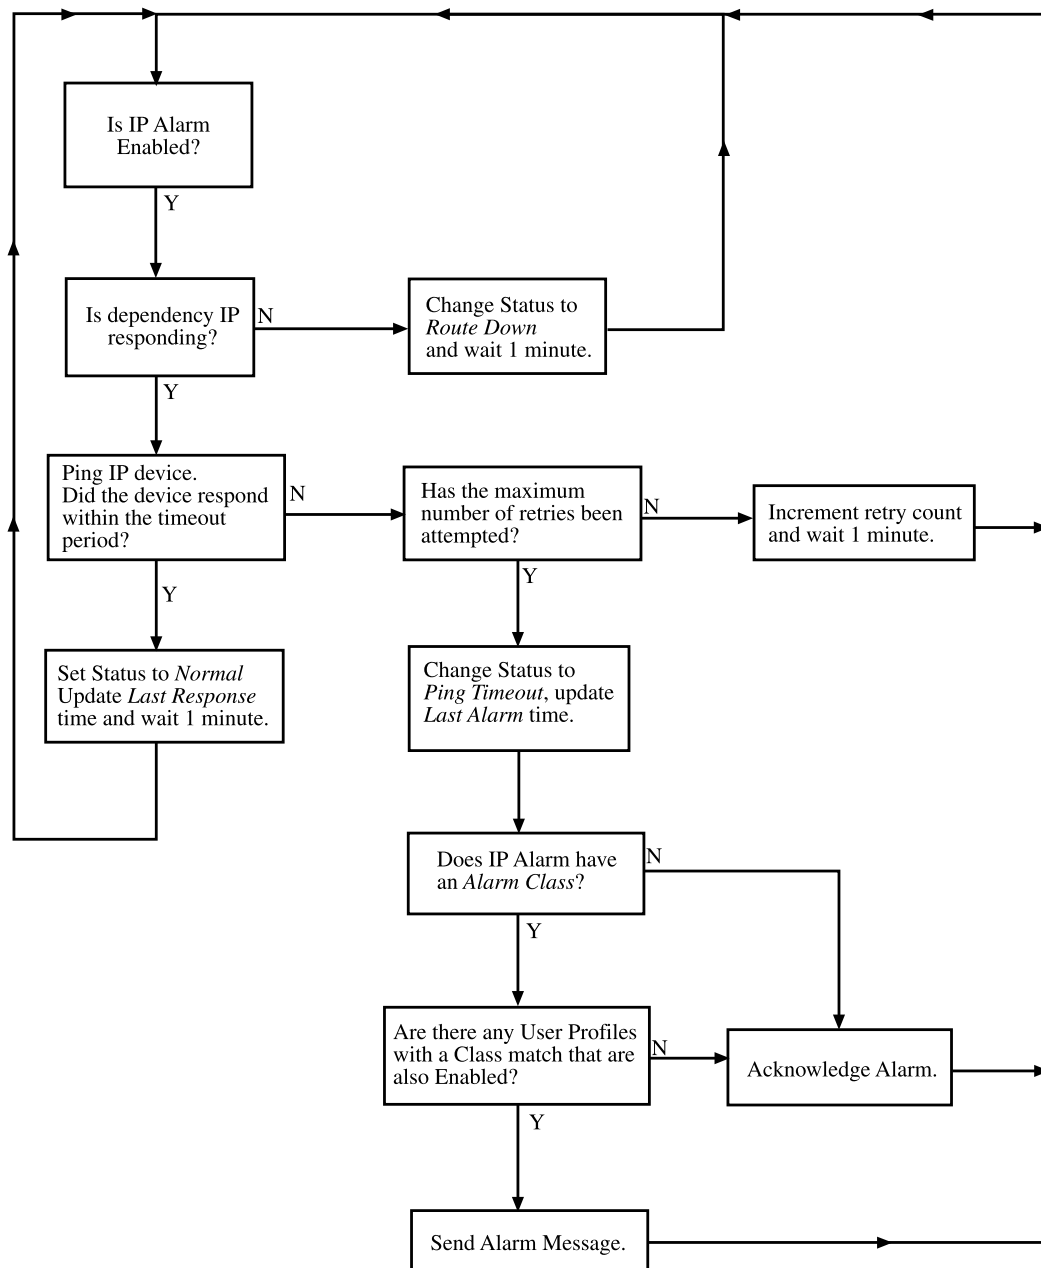 Is IP Alarm
Enabled?
Y
Is dependency IP
responding?
N
Change Status to
Route Down
and wait 1 minute.
Y
Ping IP device.
Did the device respond
within the timeout
period?
N
Has the maximum
number of retries been
attempted?
N
Increment retry count
and wait 1 minute.
Y
Y
Set Status to Normal
Update Last Response
time and wait 1 minute.
Change Status to
Ping Timeout, update
Last Alarm time.
Does IP Alarm have
an Alarm Class?
N
Y
Are there any User Profiles
with a Class match that are
also Enabled?
N
Acknowledge Alarm.
Y
Send Alarm Message.